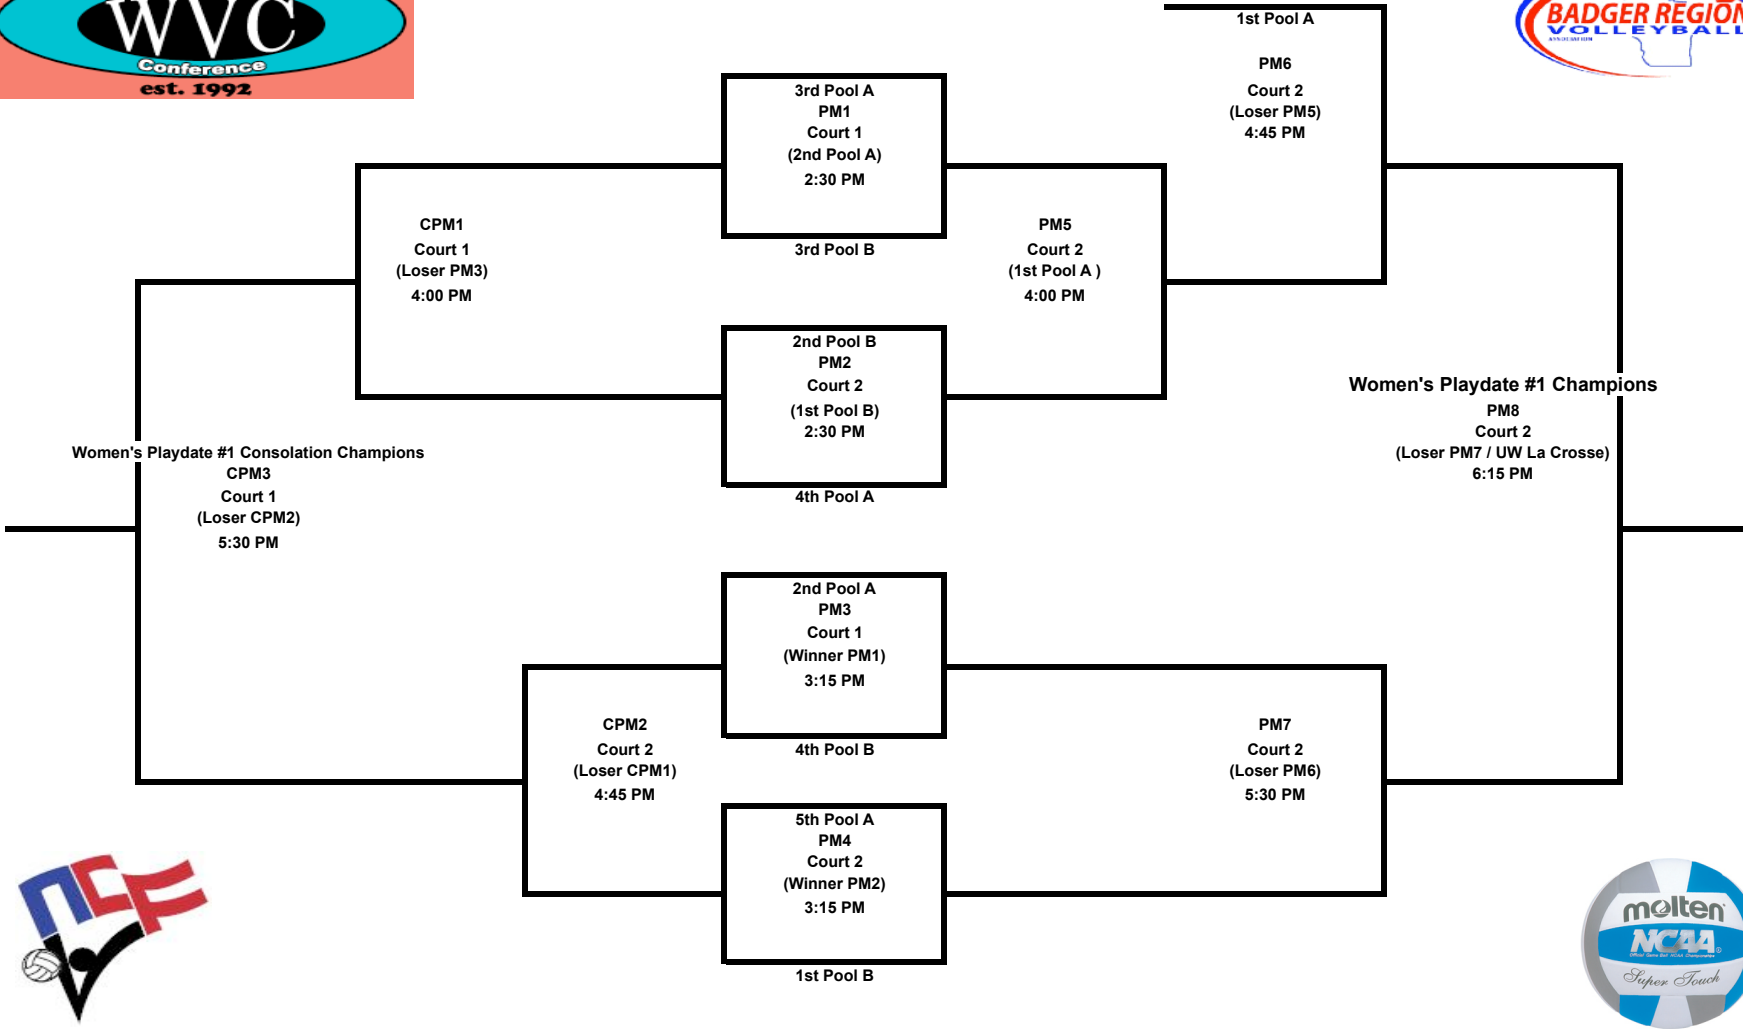 WVC
Conference
est. 1992
BADGER REGION
VOLLEYBALL
ASSOCIATION
1st Pool A
PM6
Court 2
(Loser PM5)
4:45 PM
3rd Pool A
PM1
Court 1
(2nd Pool A)
2:30 PM
3rd Pool B
CPM1
Court 1
(Loser PM3)
4:00 PM
PM5
Court 2
(1st Pool A )
4:00 PM
2nd Pool B
PM2
Court 2
(1st Pool B)
2:30 PM
4th Pool A
Women's Playdate #1 Champions
PM8
Court 2
(Loser PM7 / UW La Crosse)
6:15 PM
Women's Playdate #1 Consolation Champions
CPM3
Court 1
(Loser CPM2)
5:30 PM
2nd Pool A
PM3
Court 1
(Winner PM1)
3:15 PM
4th Pool B
CPM2
Court 2
(Loser CPM1)
4:45 PM
PM7
Court 2
(Loser PM6)
5:30 PM
5th Pool A
PM4
Court 2
(Winner PM2)
3:15 PM
1st Pool B
NCF
molten
NCAA
Super Touch